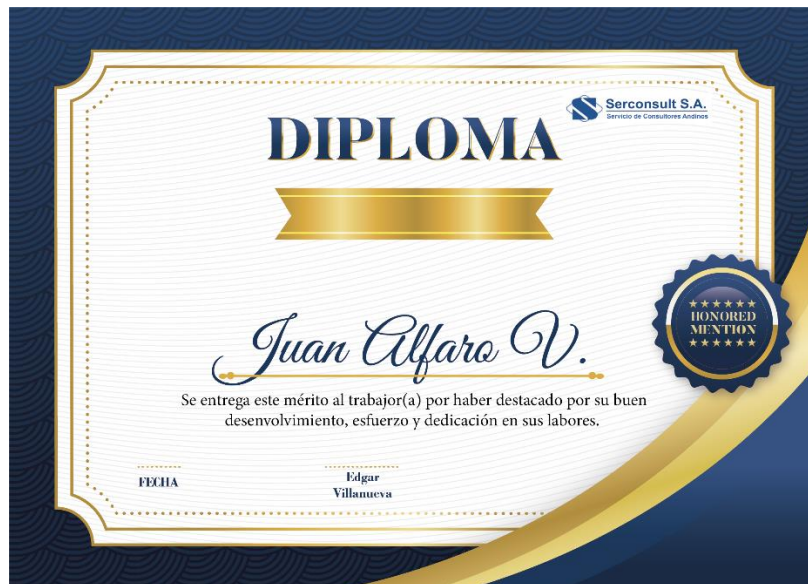 Serconsult S.A.
Servicio de Consultores Andinos
DIPLOMA
HONORED
MENTION
Juan Alfaro V.
Se entrega este mérito al trabajor(a) por haber destacado por su buen
desenvolvimiento, esfuerzo y dedicación en sus labores.
FECHA
Edgar
Villanueva